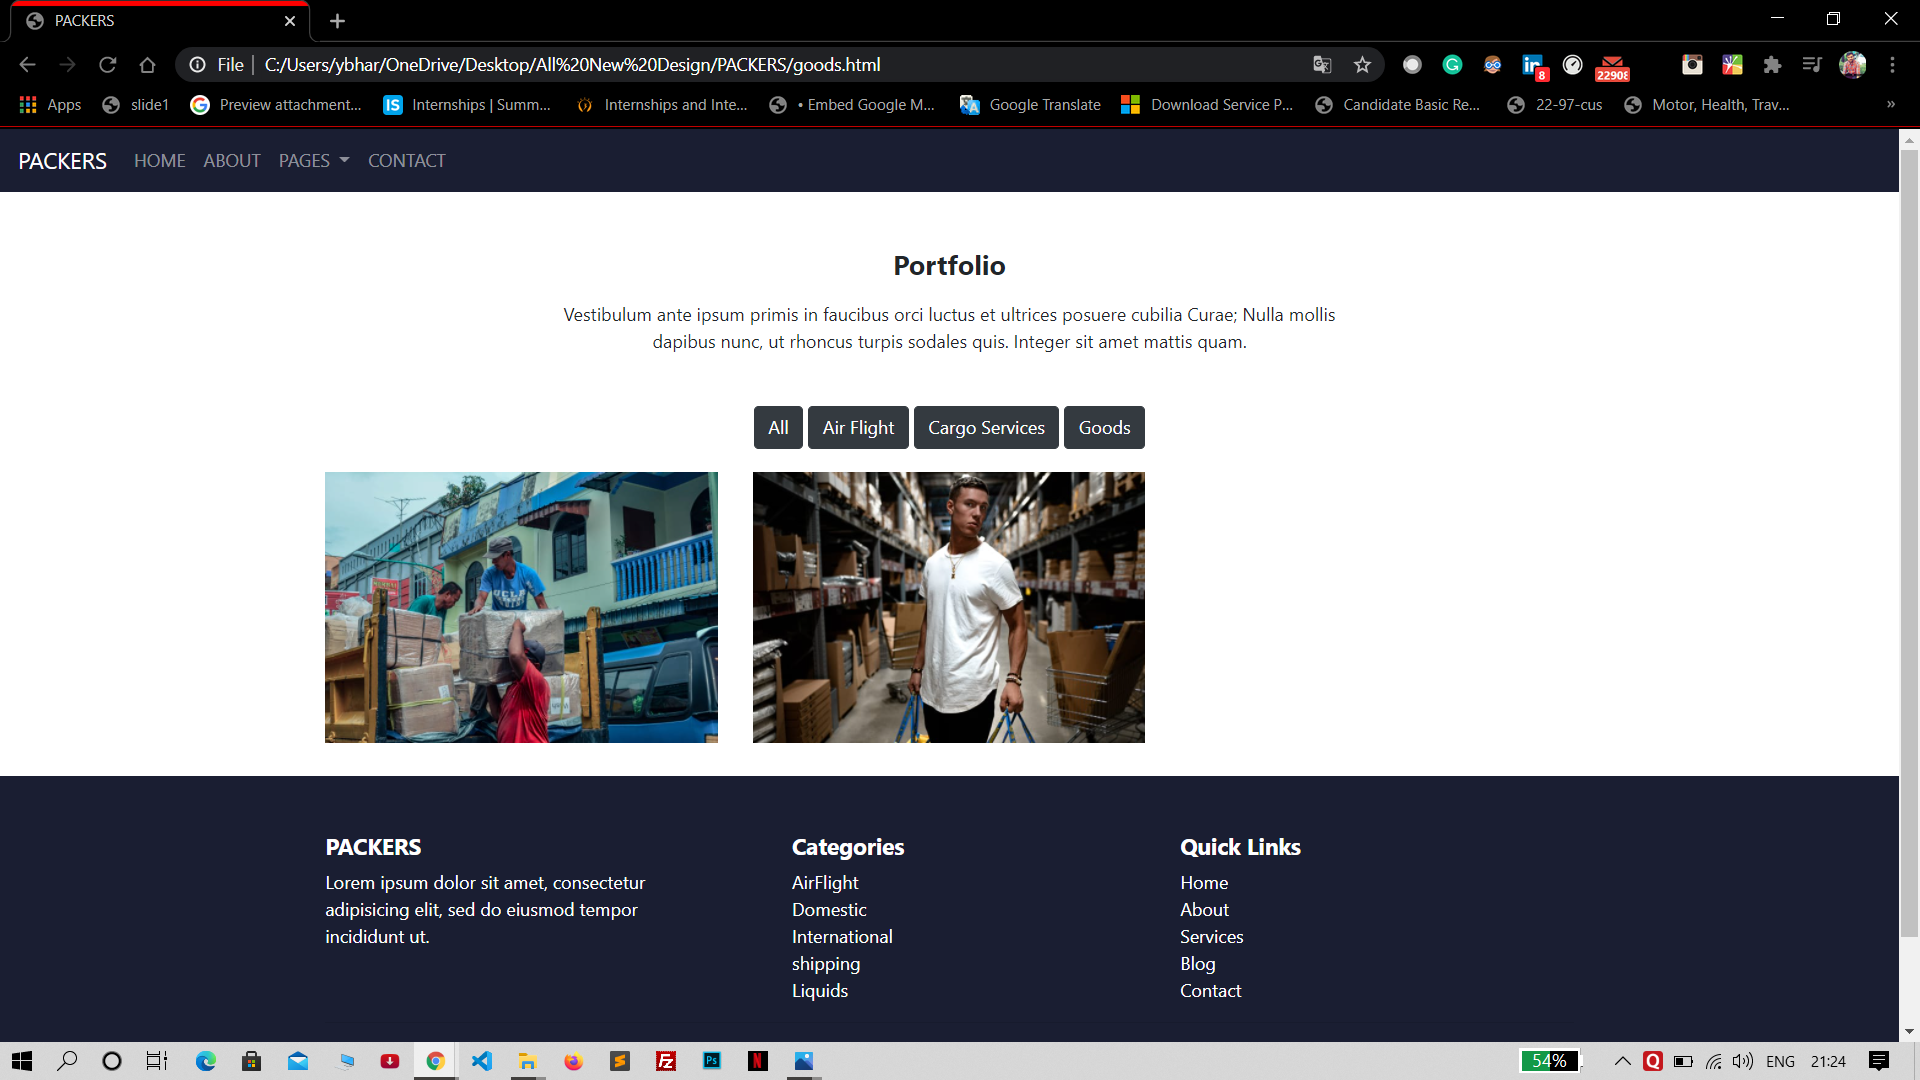 PACKERS
File
C:/Users/ybhar/OneDrive/Desktop/All%20New%20Design/PACKERS/goods.html
8
22908
Apps
slide1
Preview attachment...
Internships | Summ...
Internships and Inte...
• Embed Google M...
Google Translate
Download Service P...
Candidate Basic Re...
22-97-cus
Motor, Health, Trav...
»
PACKERS HOME ABOUT PAGES CONTACT
Portfolio
Vestibulum ante ipsum primis in faucibus orci luctus et ultrices posuere cubilia Curae; Nulla mollis
dapibus nunc, ut rhoncus turpis sodales quis. Integer sit amet mattis quam.
All
Air Flight
Cargo Services
Goods
UCLA
PACKERS
Lorem ipsum dolor sit amet, consectetur
adipisicing elit, sed do eiusmod tempor
incididunt ut.
Categories
AirFlight
Domestic
International
shipping
Liquids
Quick Links
Home
About
Services
Blog
Contact
54%
ENG
21:24